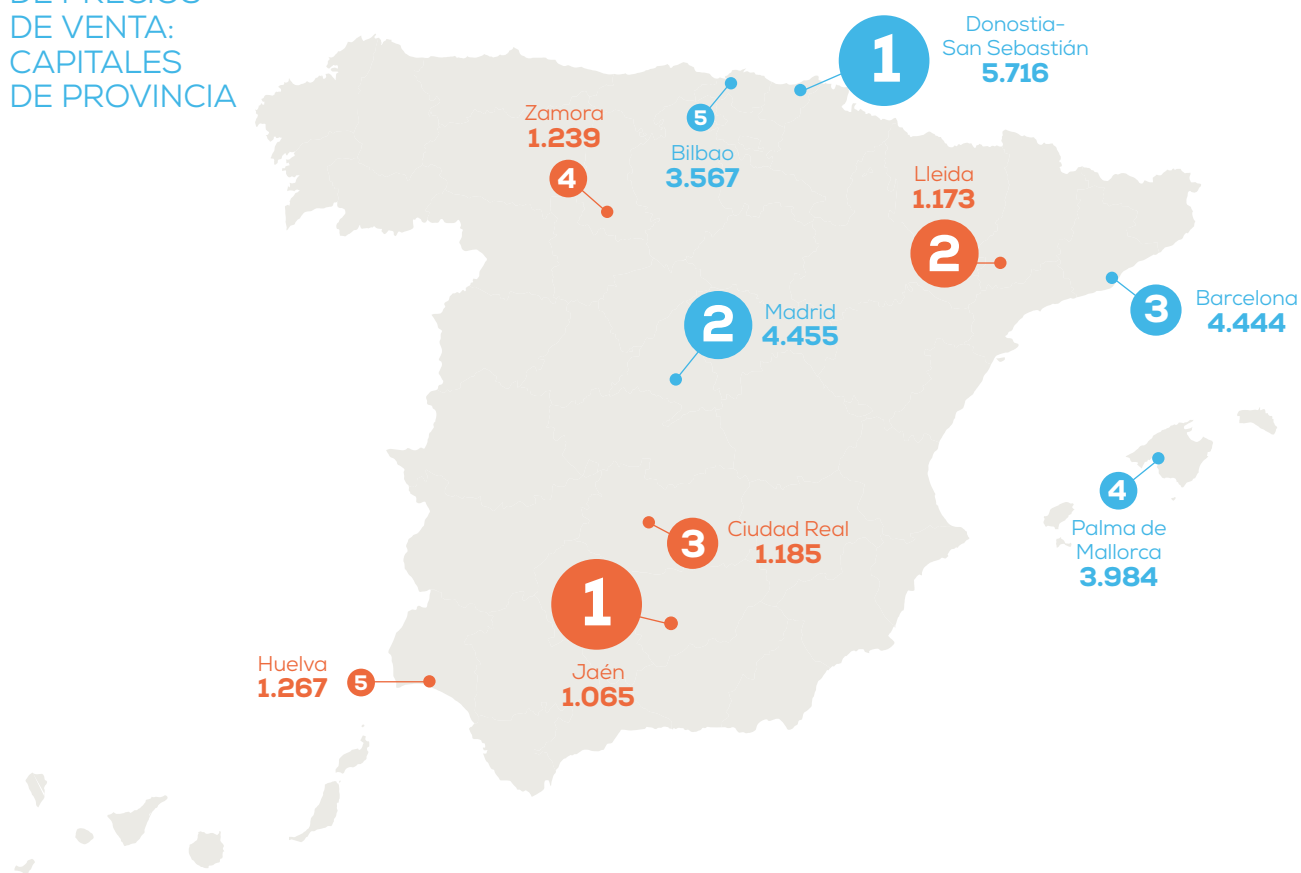 DE PRECIOS
DE VENTA:
CAPITALES
DE PROVINCIA
1
Donostia-
San Sebastián
5.716
5
Bilbao
3.567
Zamora
1.239
4
Lleida
1.173
2
2
Madrid
4.455
3
Barcelona
4.444
4
Palma de
Mallorca
3.984
3
Ciudad Real
1.185
1
Jaén
1.065
Huelva
1.267
5